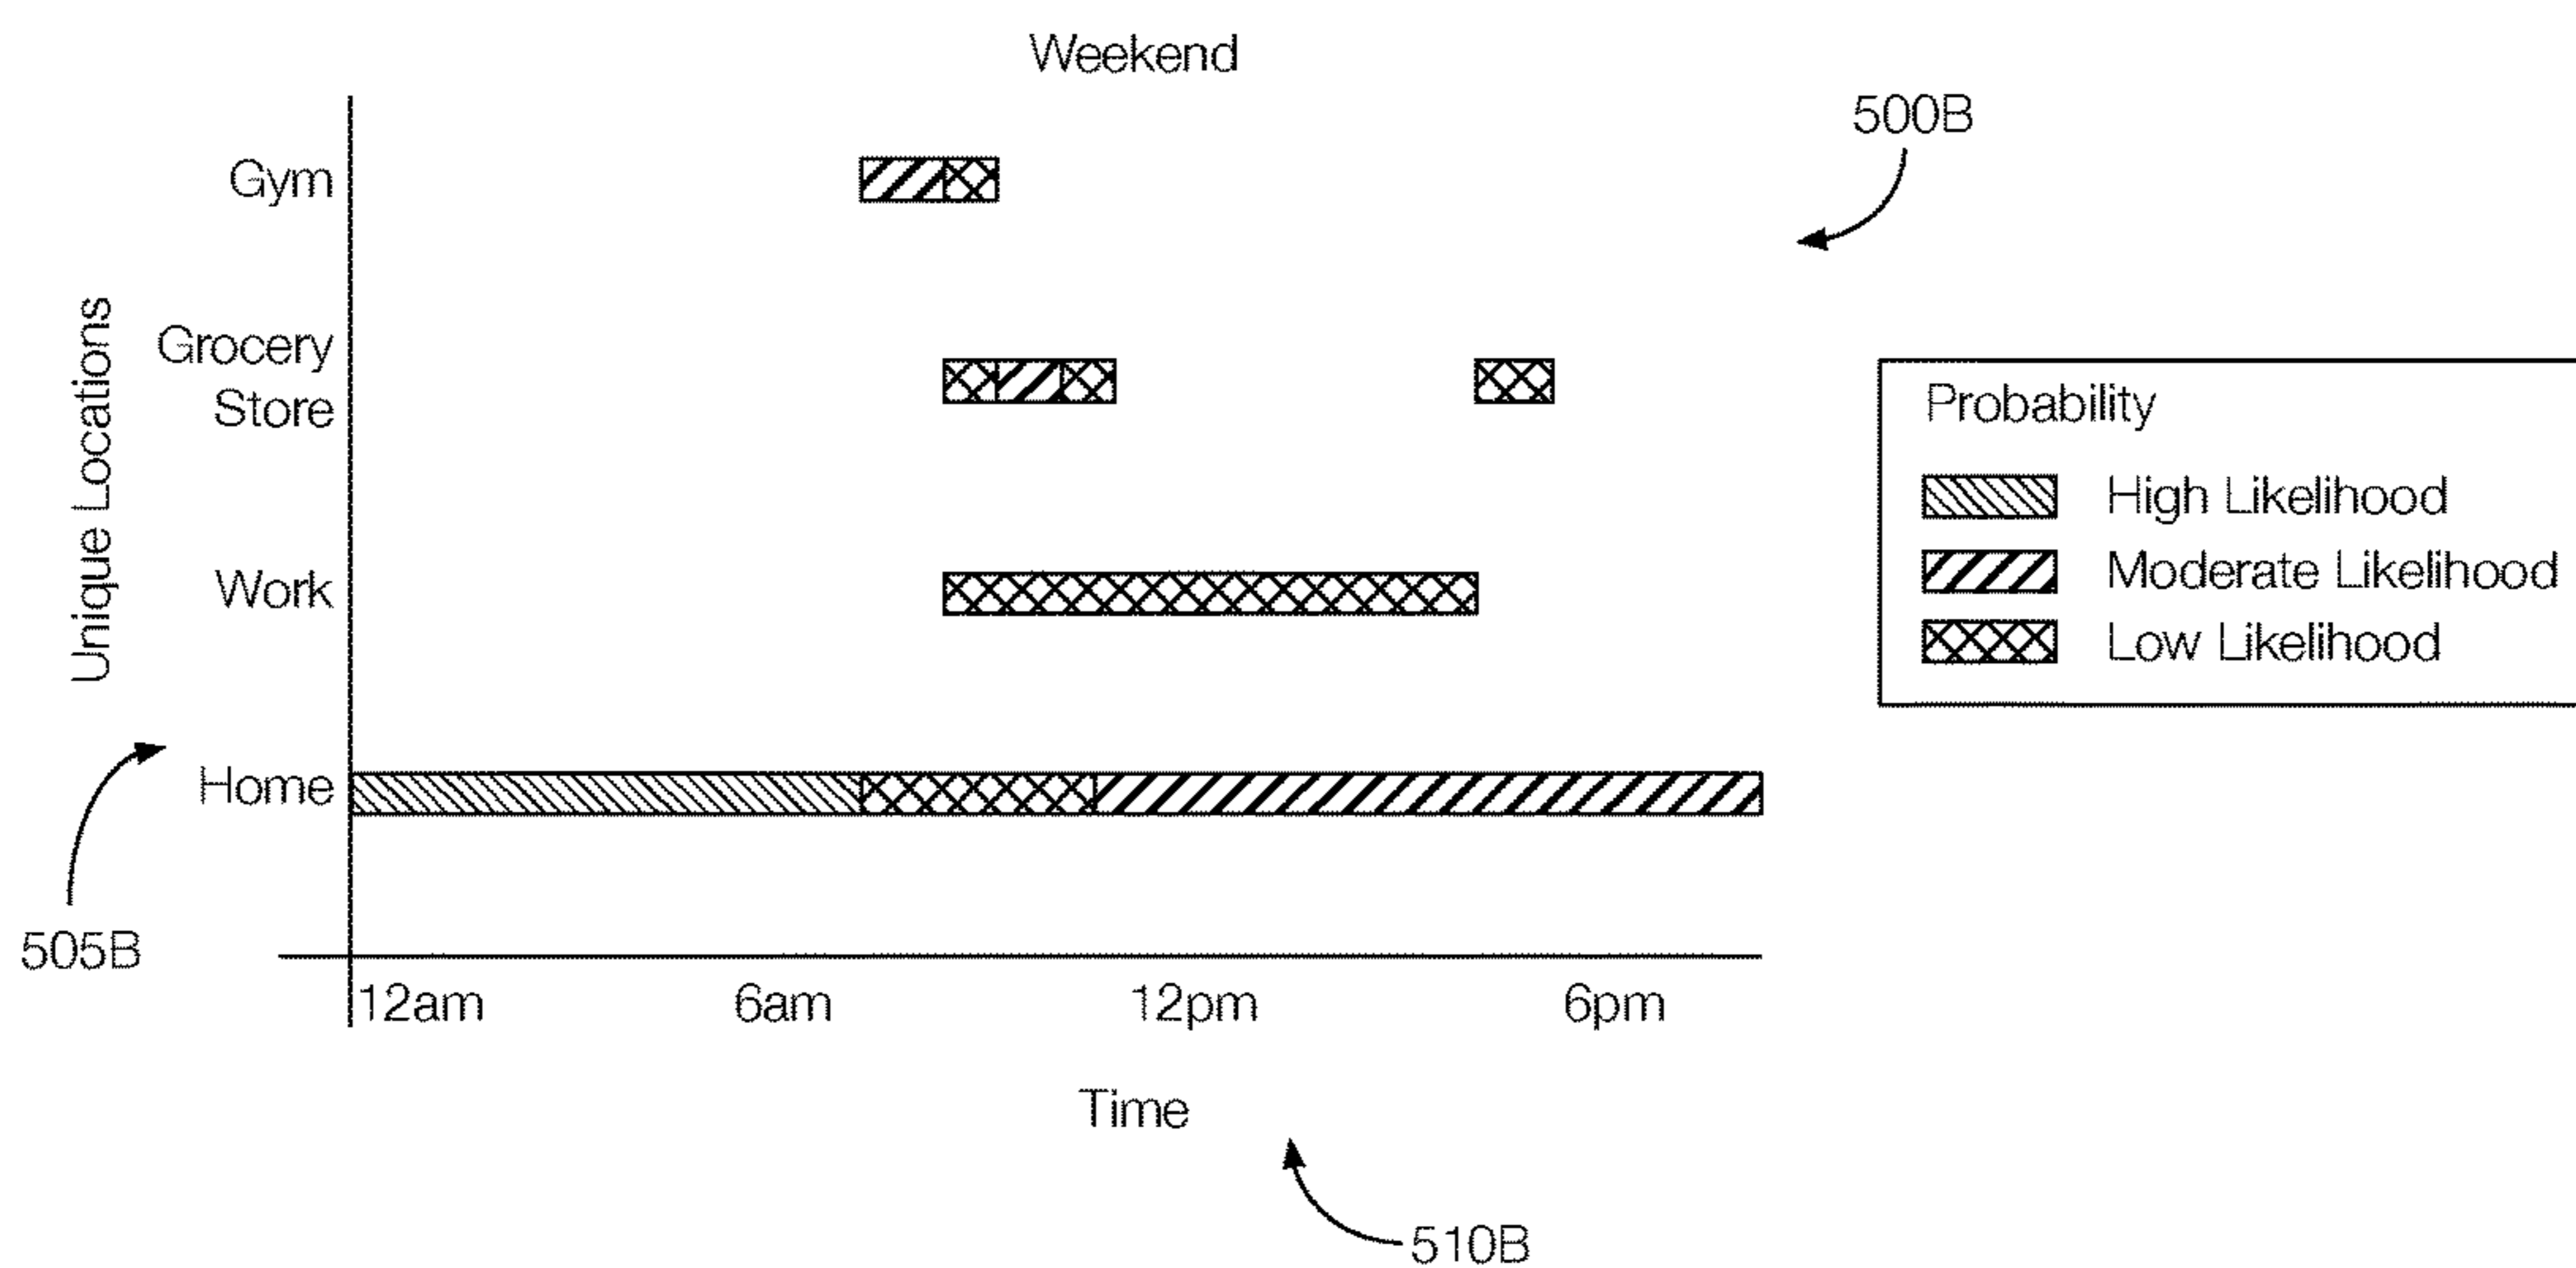 Weekend
500B
Gym
Grocery
Store
Work
Home
Unique Locations
505B
12am 6am 12pm 6pm
Time
510B
Probability
High Likelihood
Moderate Likelihood
Low Likelihood